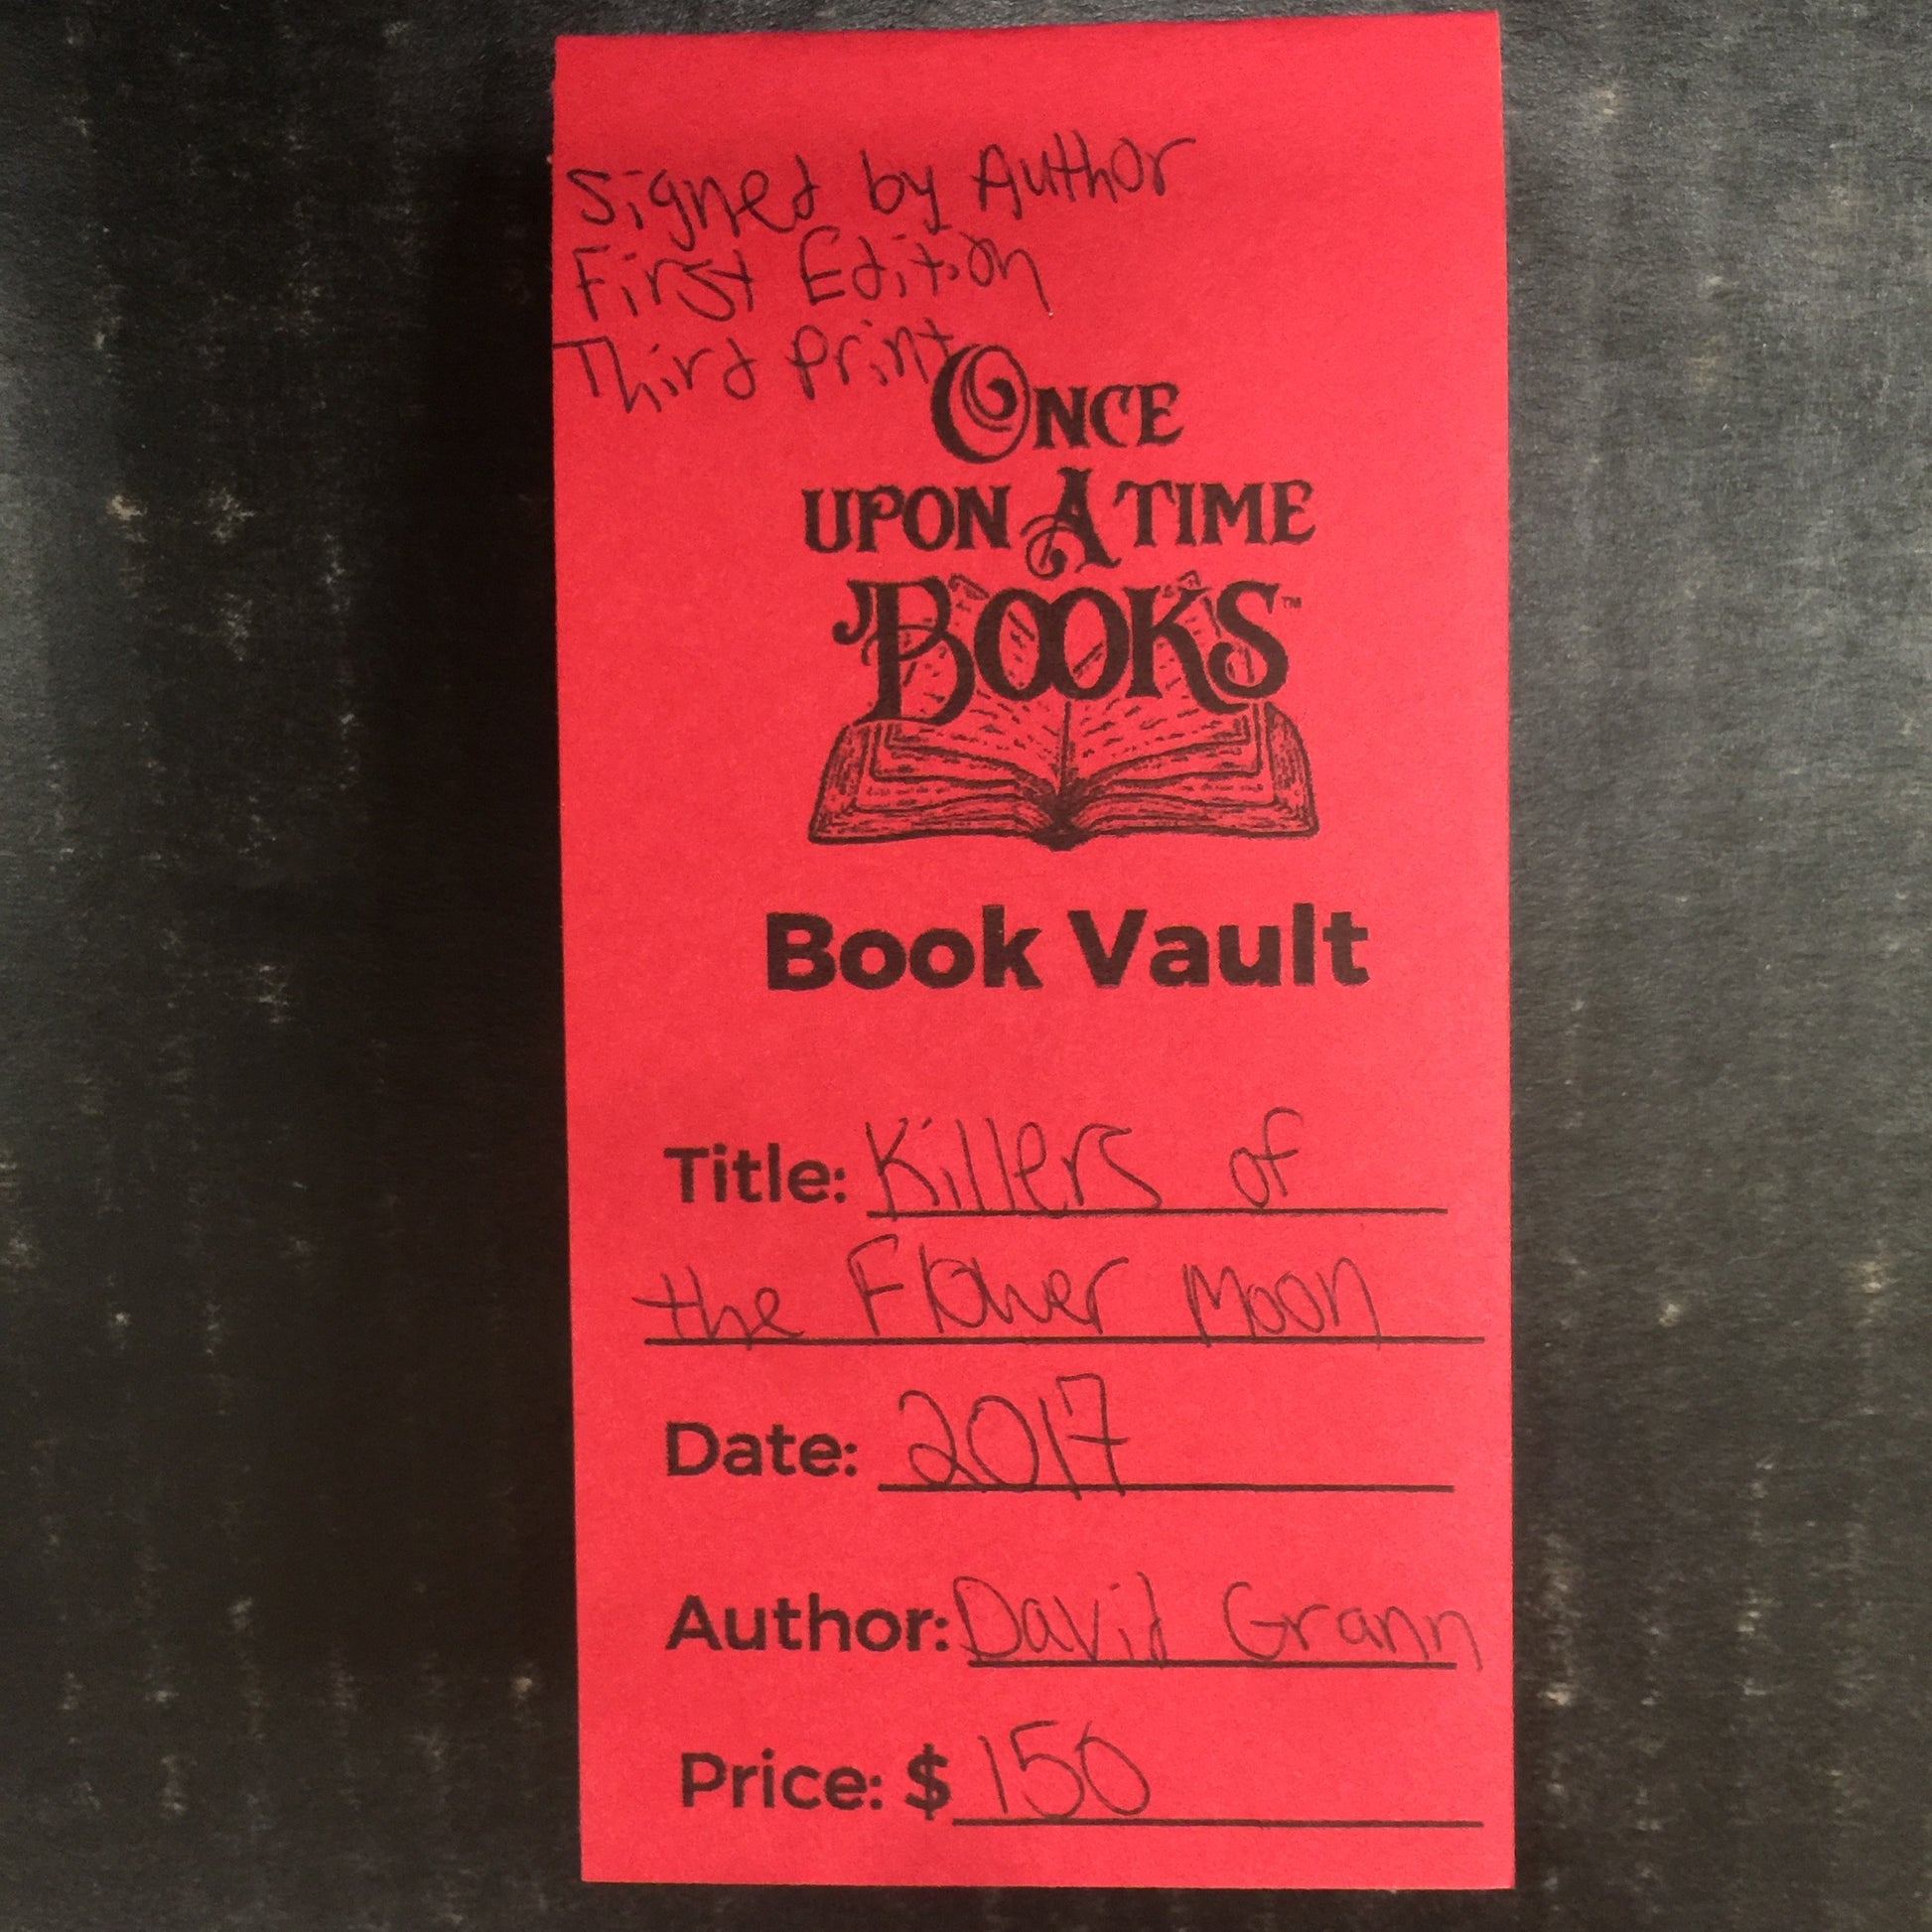 Signed by Author
First Edition
Third Print
ONCE
UPON A TIME
BOOKS™
Book Vault
Title: Killers of
the Flower Moon
Date: 2017
Author: David Grann
Price: $ 150